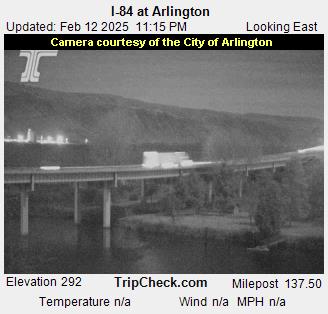 I-84 at Arlington
Updated: Feb 12 2025 11:15 PM Looking East
Camera courtesy of the City of Arlington
Elevation 292 TripCheck.com Milepost 137.50
Temperature n/a Wind n/a MPH n/a